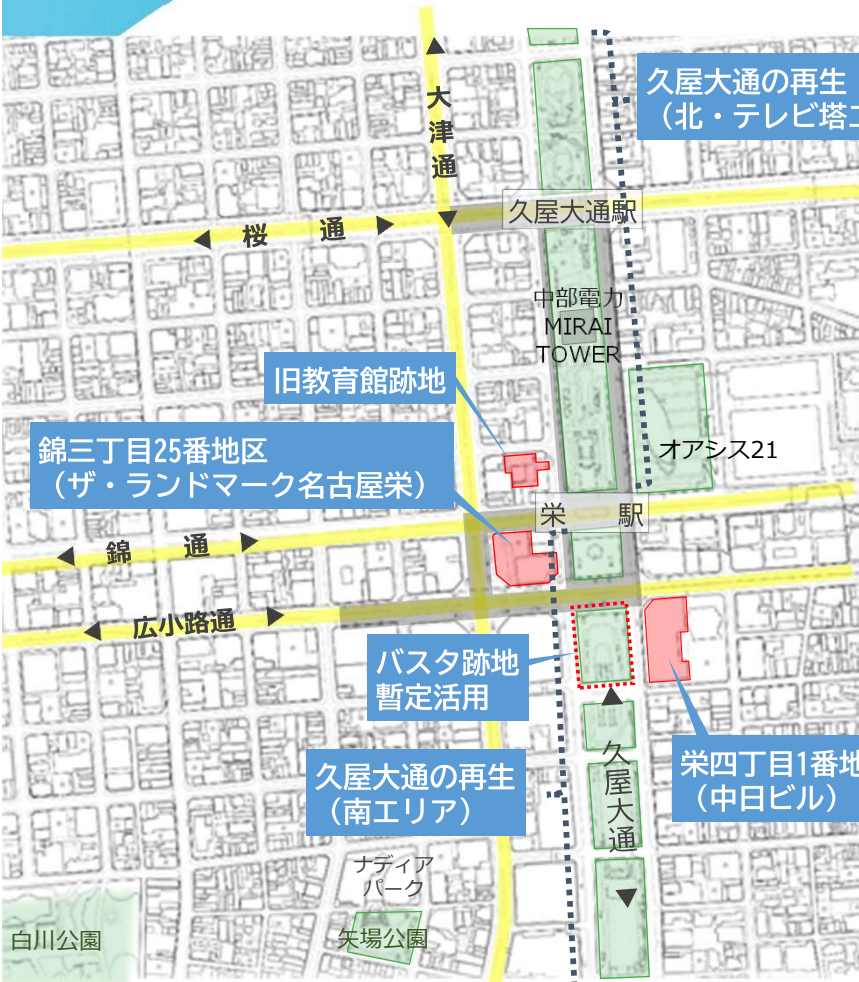 久屋大通の再生
（北・テレビ塔エ
大津通
久屋大通駅
桜　通
中部電力
MIRAI
TOWER
旧教育館跡地
錦三丁目25番地区
（ザ・ランドマーク名古屋栄）
オアシス21
栄　駅
錦　通
広小路通
バスタ跡地
暫定活用
久屋大通の再生
（南エリア）
久屋大通
栄四丁目1番地
（中日ビル）
ナディア
パーク
白川公園
矢場公園